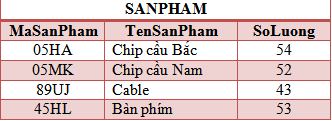 SANPHAM
MaSanPham TenSanPham SoLuong
05HA Chip cầu Bắc 54
05MK Chip cầu Nam 52
89UJ Cable 43
45HL Bàn phím 53